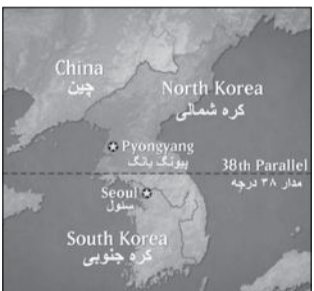 China
چین
North Korea
کره شمالی
Pyongyang
پیونگ یانگ
38th Parallel
مدار ۳۸ درجه
Seoul
سئول
South Korea
کره جنوبی